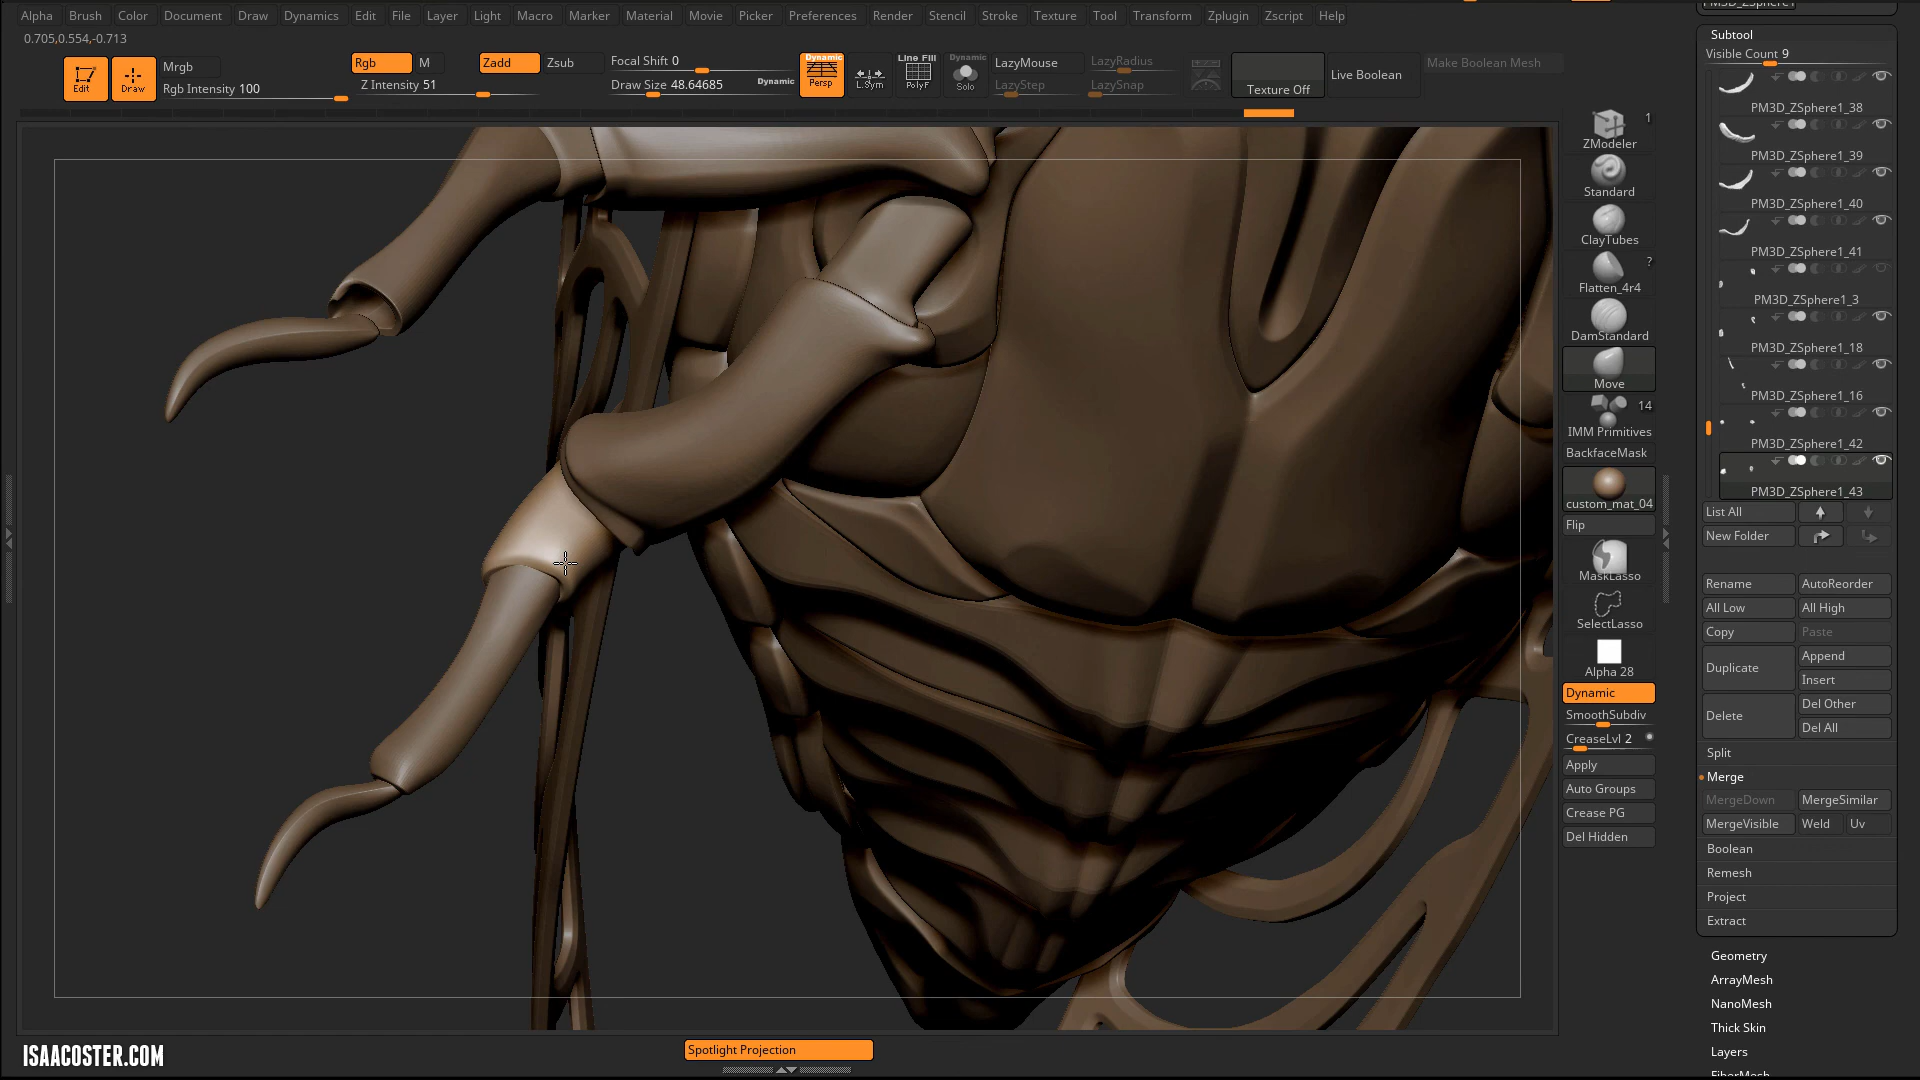 Alpha Brush Color Document Draw Dynamics Edit File Layer Light Macro Marker Material Movie Picker Preferences Render Stencil Stroke Texture Tool Transform Zplugin Zscript Help
0.705,0.554,-0.713
Edit
Draw
Mrgb
Rgb Intensity 100
Rgb
M
Z Intensity 51
Zadd
Zsub
Focal Shift 0
Draw Size 48.64685
Dynamic
Dynamic
Persp
L.Sym
Line Fill
PolyF
Dynamic
Solo
LazyMouse
LazyStep
LazyRadius
LazySnap
Texture Off
Live Boolean
Make Boolean Mesh
1
ZModeler
Standard
ClayTubes
?
Flatten_4r4
DamStandard
Move
14
IMM Primitives
BackfaceMask
custom_mat_04
Flip
MaskLasso
SelectLasso
Alpha 28
Dynamic
SmoothSubdiv
CreaseLvl 2
Apply
Auto Groups
Crease PG
Del Hidden
PM3D_ZSphere1
Subtool
Visible Count 9
PM3D_ZSphere1_38
PM3D_ZSphere1_39
PM3D_ZSphere1_40
PM3D_ZSphere1_41
PM3D_ZSphere1_3
PM3D_ZSphere1_18
PM3D_ZSphere1_16
PM3D_ZSphere1_42
PM3D_ZSphere1_43
List All
New Folder
Rename AutoReorder
All Low All High
Copy Paste
Duplicate
Append
Insert
Delete
Del Other
Del All
Split
Merge
MergeDown MergeSimilar
MergeVisible Weld Uv
Boolean
Remesh
Project
Extract
Geometry
ArrayMesh
NanoMesh
Thick Skin
Layers
FiberMesh
ISAACOSTER.COM
Spotlight Projection